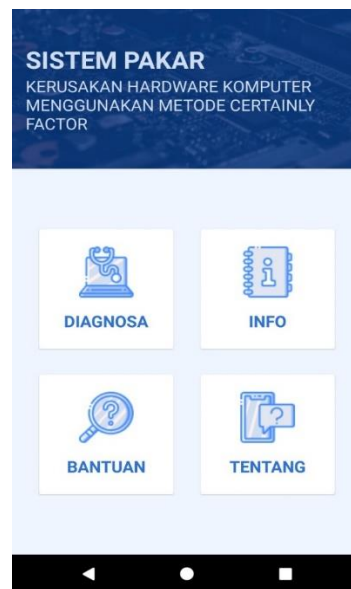 SISTEM PAKAR
KERUSAKAN HARDWARE KOMPUTER
MENGGUNAKAN METODE CERTAINLY
FACTOR
DIAGNOSA
INFO
BANTUAN
TENTANG